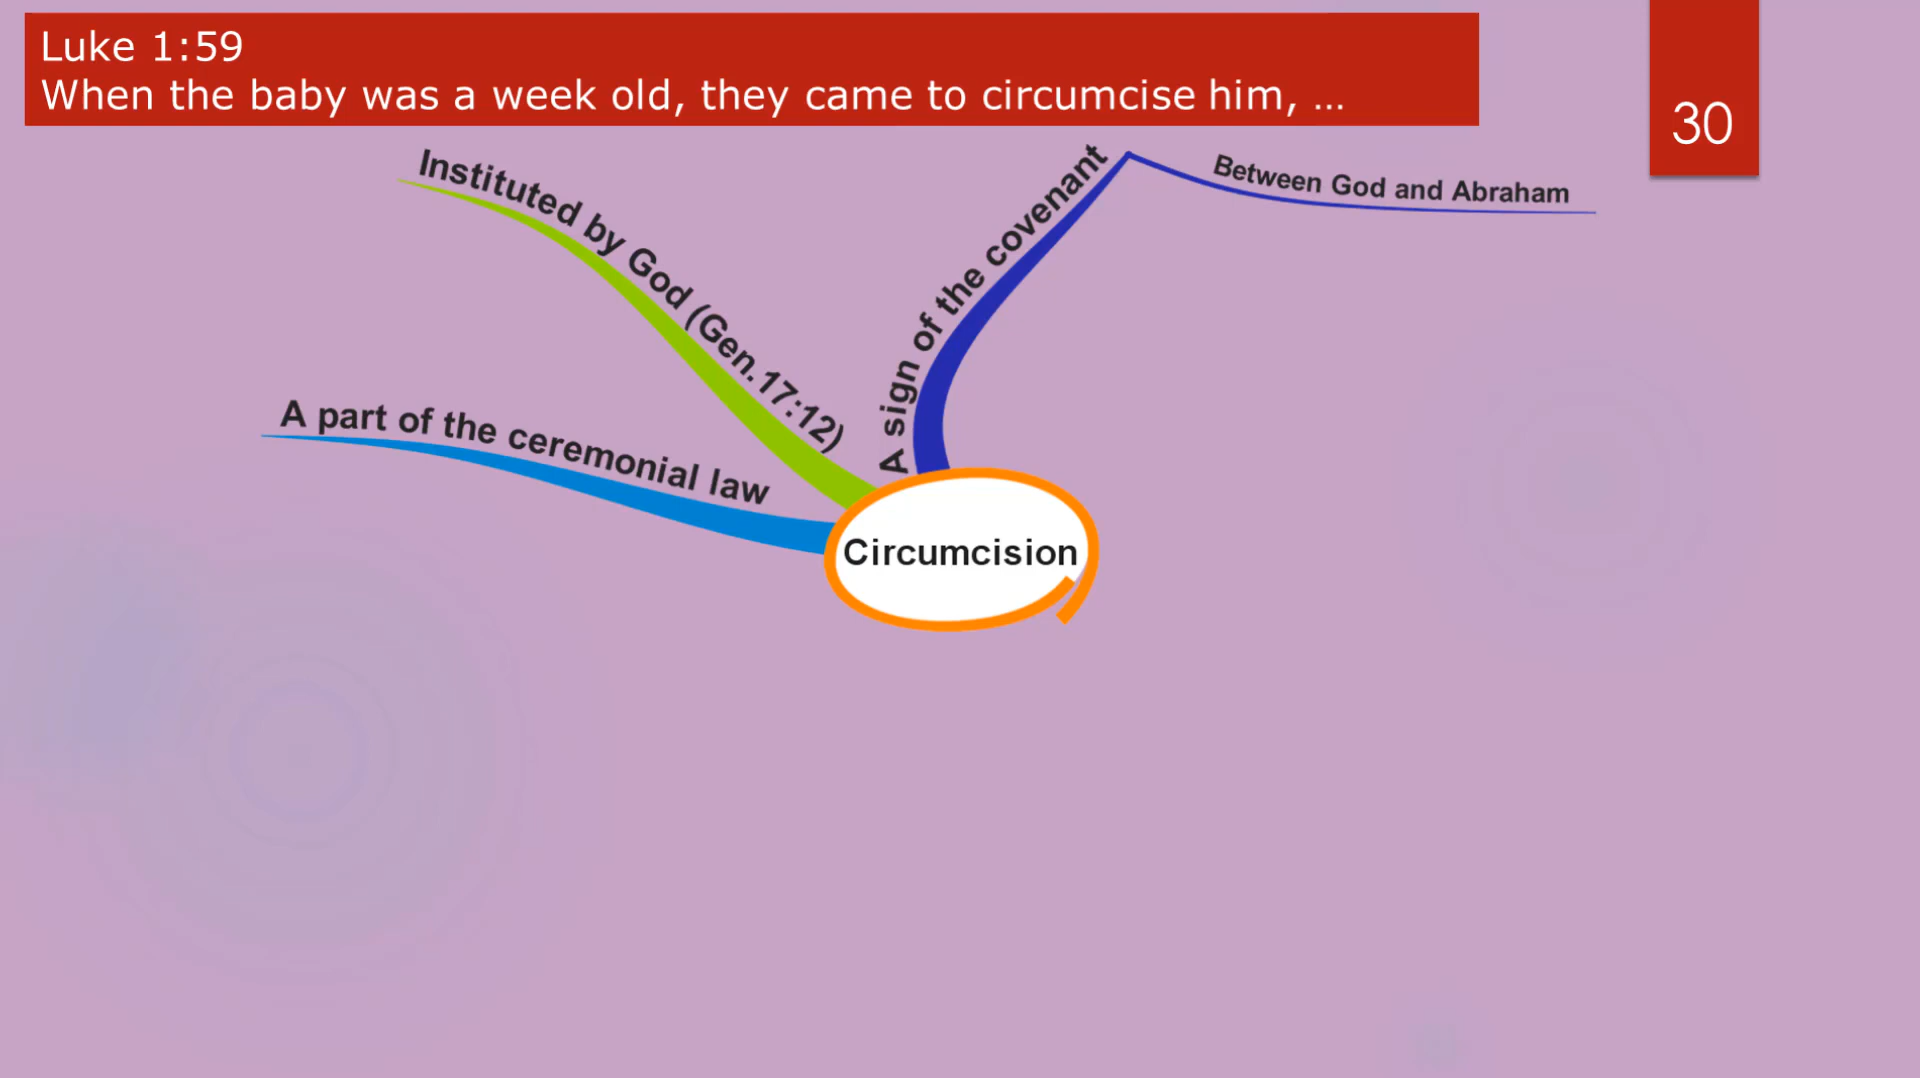 Luke 1:59
When the baby was a week old, they came to circumcise him, ...
30
Instituted by God (Gen.17:12)
A sign of the covenant
Between God and Abraham
A part of the ceremonial law
Circumcision